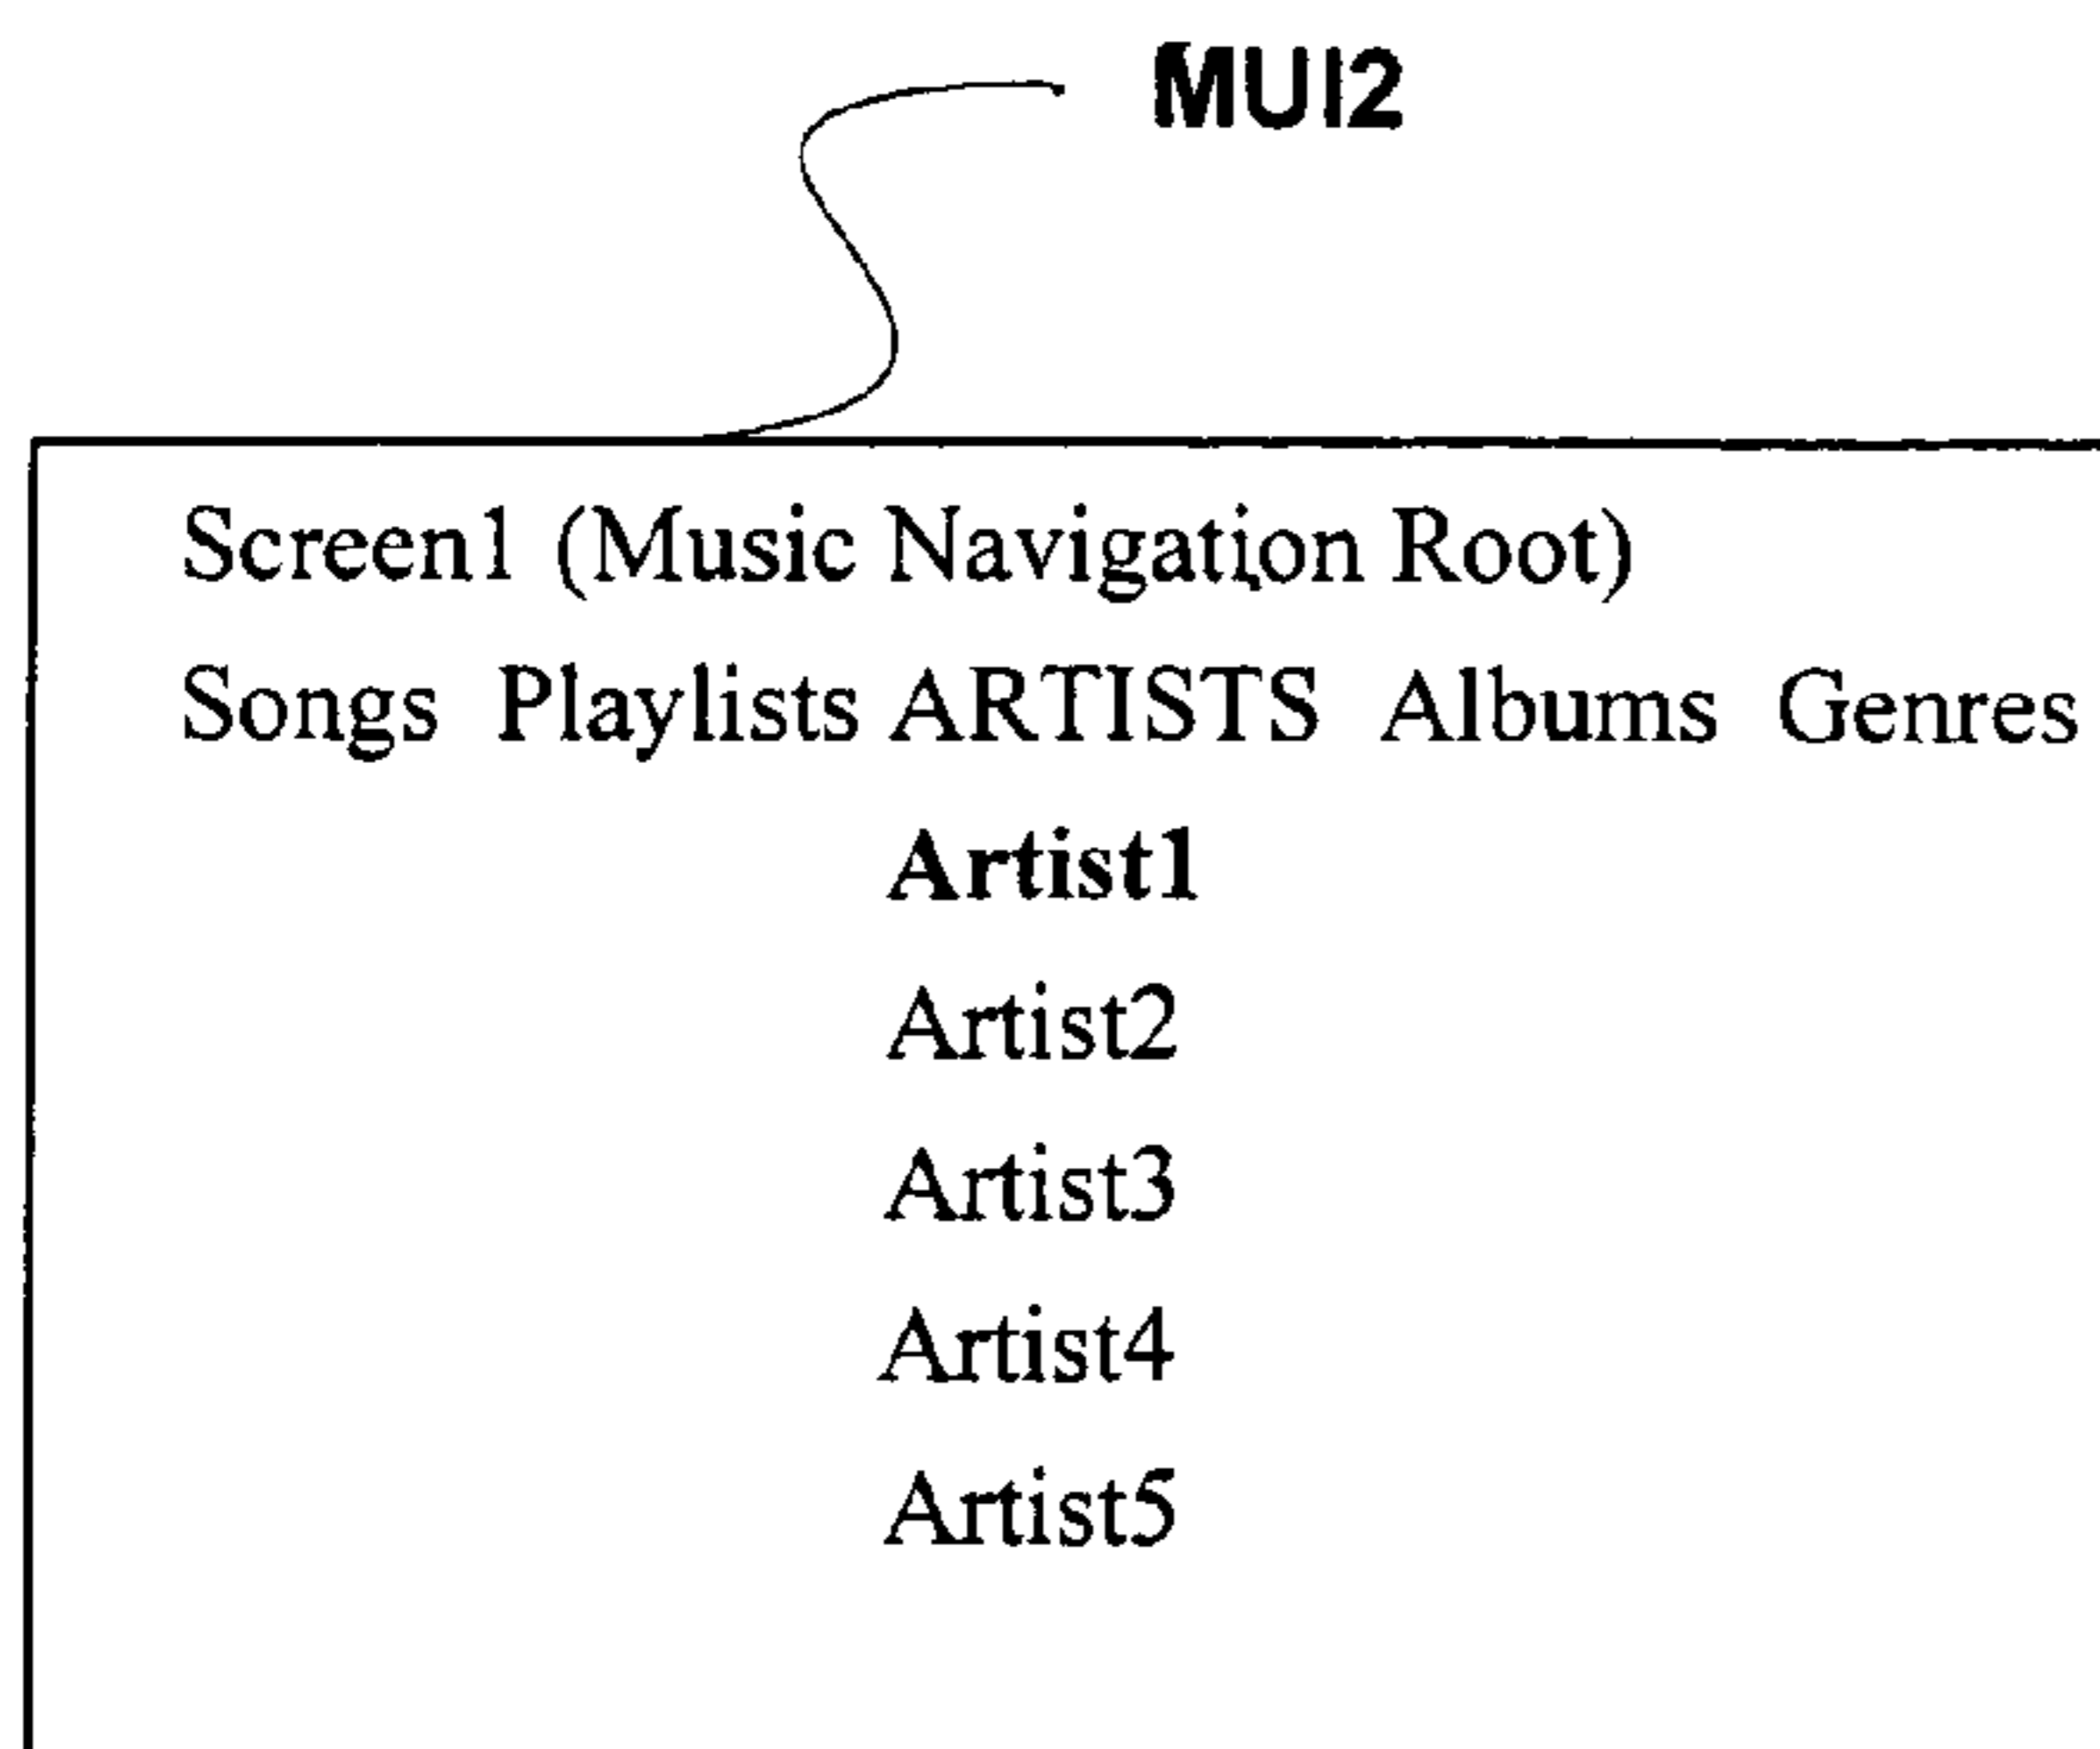 MUI2
Screen1 (Music Navigation Root)
Songs Playlists ARTISTS Albums Genres
Artist1
Artist2
Artist3
Artist4
Artist5